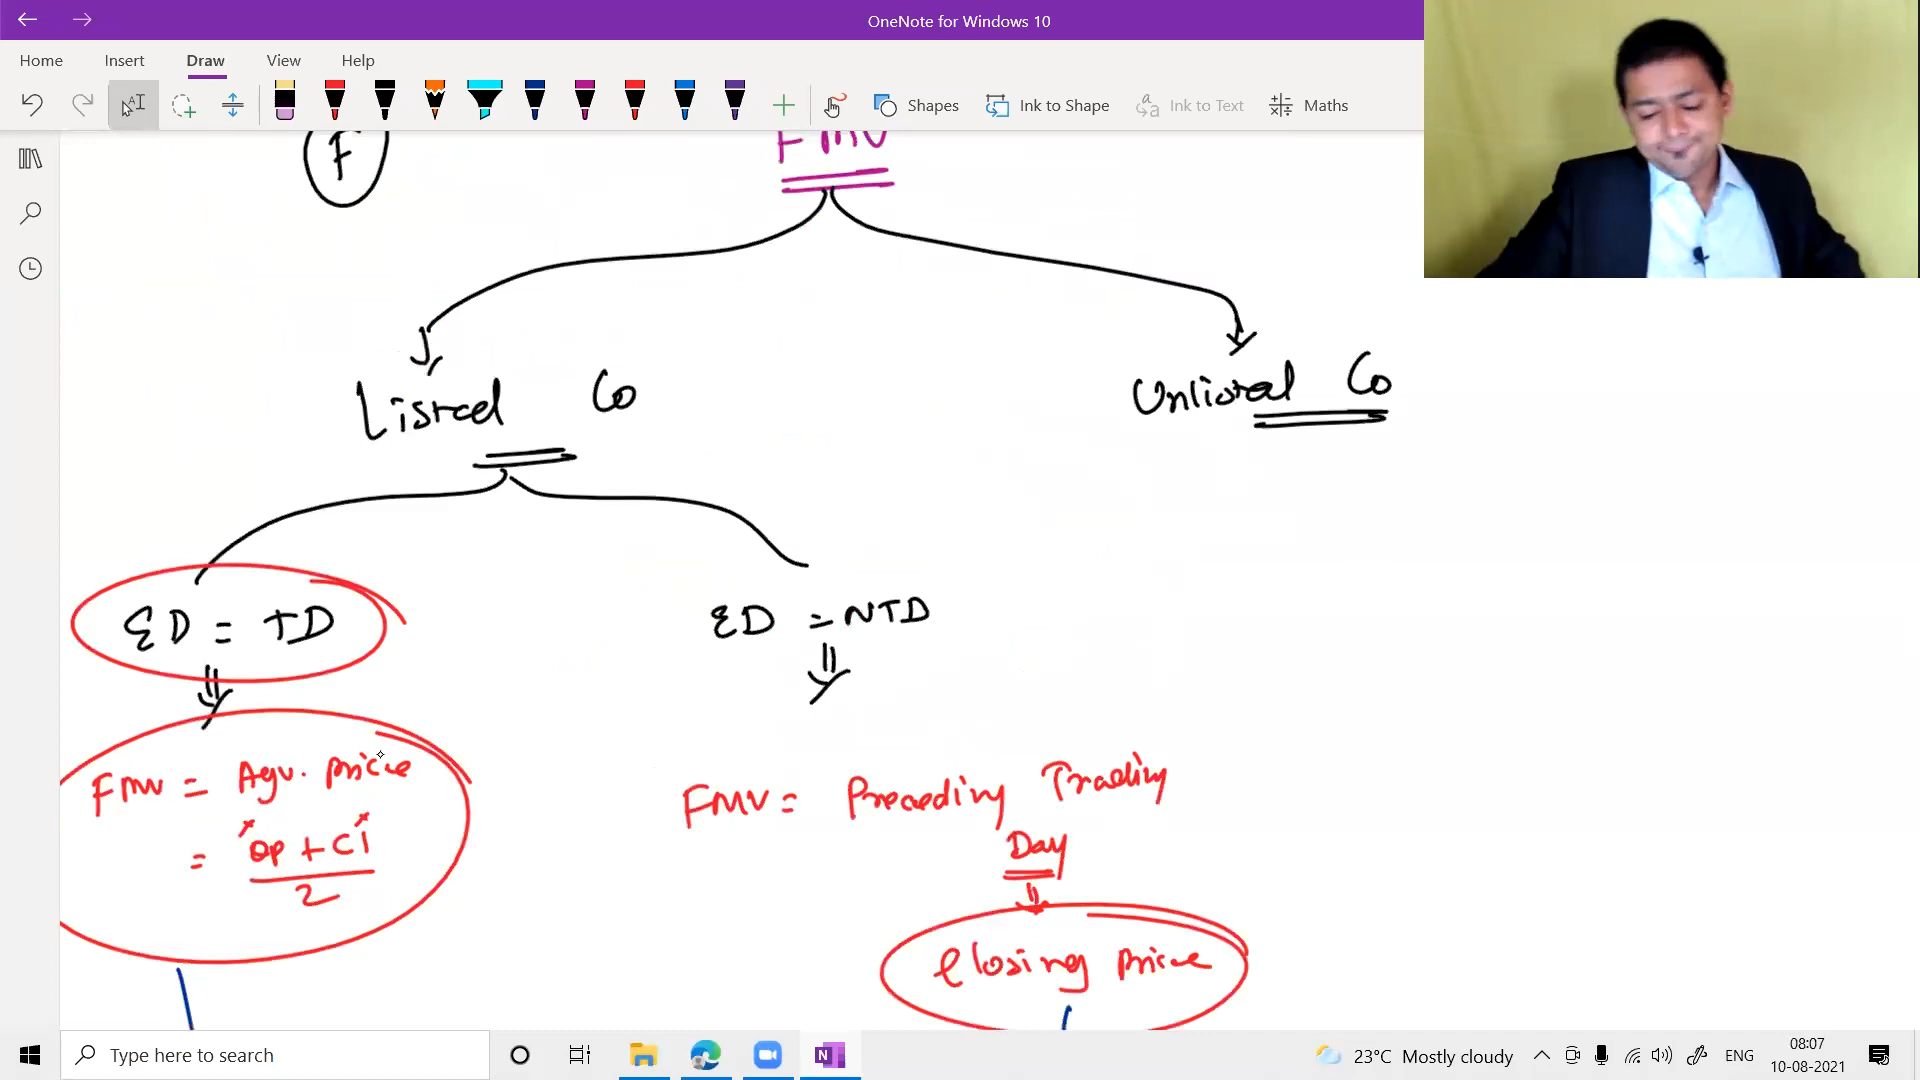 OneNote for Windows 10
Home Insert Draw View Help
Shapes Ink to Shape Ink to Text Maths
F FMV
Listed Co Unlisted Co
ED = TD ED = NTD
FMV = Agv. price FMV = Preceding Trading
= Op + Cl Day
2
Closing price
Type here to search 23°C Mostly cloudy ENG 08:07
10-08-2021